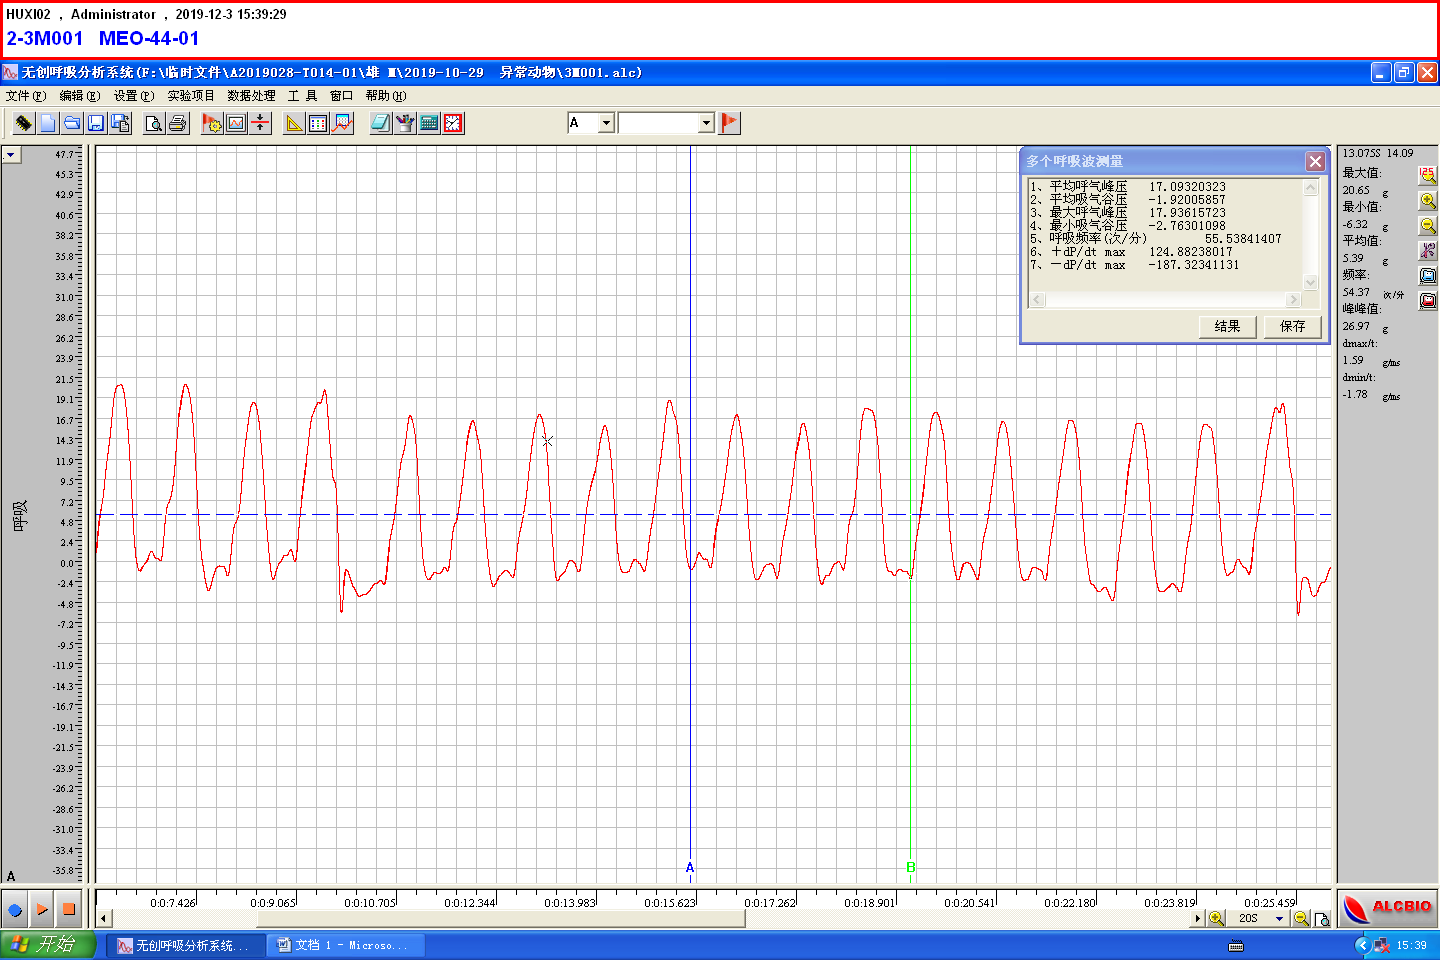 HUXI02 , Administrator , 2019-12-3 15:39:29
2-3M001 MEO-44-01
无创呼吸分析系统(F:\临时文件\A2019028-T014-01\雄 M\2019-10-29 异常动物\3M001.alc)
文件(F) 编辑(E) 设置(P) 实验项目 数据处理 工 具 窗口 帮助(H)
A
47.7
45.3
42.9
40.6
38.2
35.8
33.4
31.0
28.6
26.2
23.9
21.5
19.1
16.7
14.3
11.9
9.5
7.2
4.8
2.4
0.0
-2.4
-4.8
-7.2
-9.5
-11.9
-14.3
-16.7
-19.1
-21.5
-23.9
-26.2
-28.6
-31.0
-33.4
-35.8
呼吸
A
多个呼吸波测量
1、平均呼气峰压 17.09320323
2、平均吸气谷压 -1.92005857
3、最大呼气峰压 17.93615723
4、最小吸气谷压 -2.76301098
5、呼吸频率(次/分) 55.53841407
6、＋dP/dt max 124.88238017
7、－dP/dt max -187.32341131
结果 保存
13.075S 14.09
最大值:
20.65 g
最小值:
-6.32 g
平均值:
5.39 g
频率:
54.37 次/分
峰峰值:
26.97 g
dmax/t:
1.59 g/ms
dmin/t:
-1.78 g/ms
A B
0:0:7.426 0:0:9.065 0:0:10.705 0:0:12.344 0:0:13.983 0:0:15.623 0:0:17.262 0:0:18.901 0:0:20.541 0:0:22.180 0:0:23.819 0:0:25.459
20S
ALCBIO
开始 无创呼吸分析系统... 文档 1 - Microso... 15:39